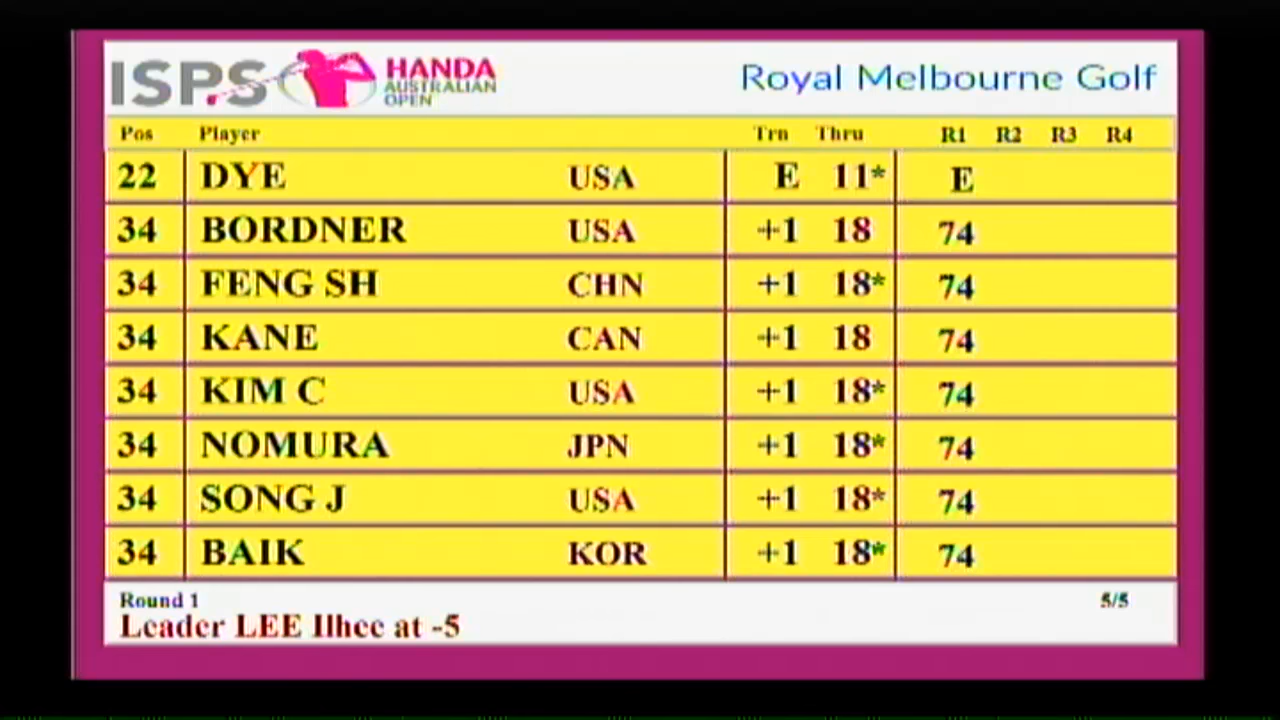 ISPS HANDA AUSTRALIAN OPEN Royal Melbourne Golf
Pos Player Trn Thru R1 R2 R3 R4
22 DYE USA E 11* E
34 BORDNER USA +1 18 74
34 FENG SH CHN +1 18* 74
34 KANE CAN +1 18 74
34 KIM C USA +1 18* 74
34 NOMURA JPN +1 18* 74
34 SONG J USA +1 18* 74
34 BAIK KOR +1 18* 74
Round 1 5/5
Leader LEE Ilhee at -5